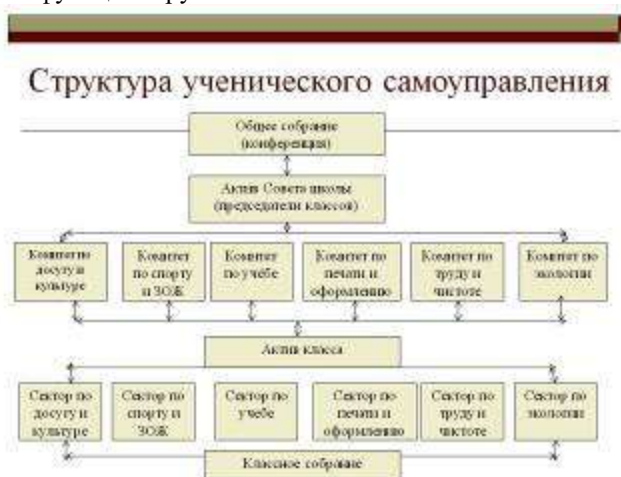 Структура ученического самоуправления
Общее собрание
(конференция)
Актив Совета школы
(председатели классов)
Комитет по
досугу и
культуре
Комитет
по спорту
и ЗОЖ
Комитет
по учёбе
Комитет по
печати и
оформлению
Комитет по
труду и
чистоте
Комитет по
экологии
Актив класса
Сектор по
досугу и
культуре
Сектор по
спорту и
ЗОЖ
Сектор по
учёбе
Сектор по
печати и
оформлению
Сектор по
труду и
чистоте
Сектор по
экологии
Классное собрание